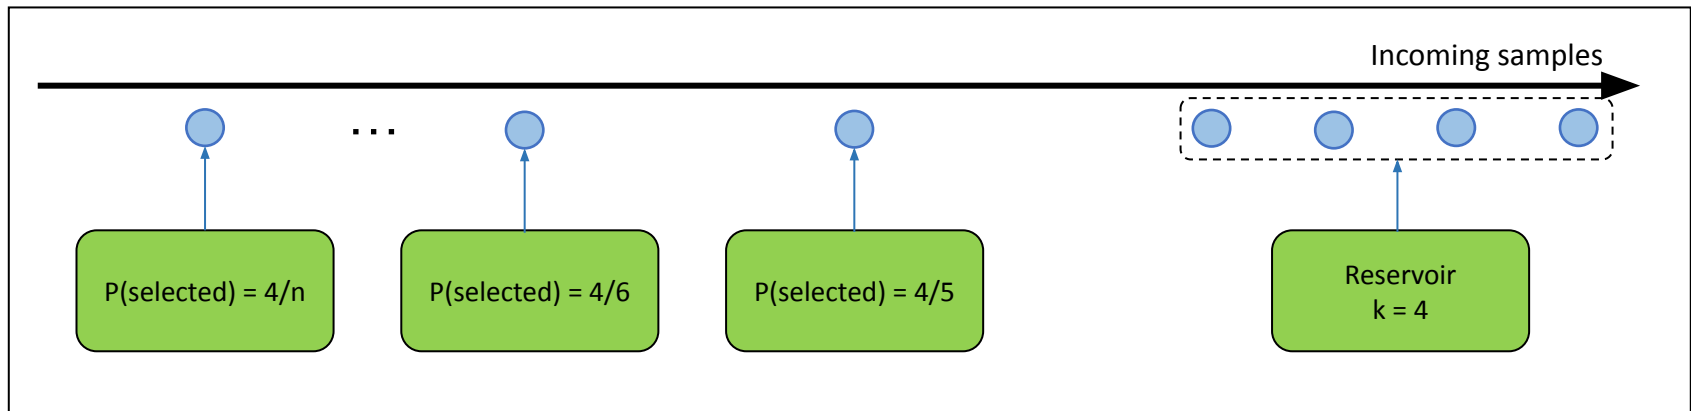 Incoming samples
...
P(selected) = 4/n
P(selected) = 4/6
P(selected) = 4/5
Reservoir
k = 4